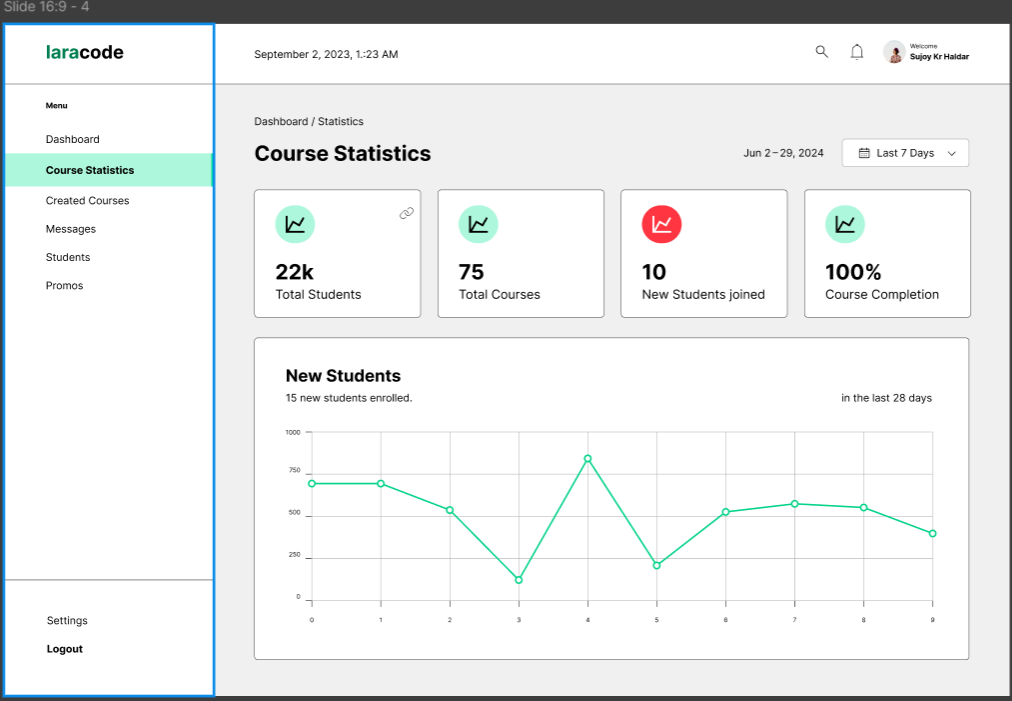 Slide 16:9 - 4
laracode
September 2, 2023, 1.:23 AM
Welcome
Sujoy Kr Haldar
Menu
Dashboard
Course Statistics
Created Courses
Messages
Students
Promos
Settings
Logout
Dashboard / Statistics
Course Statistics
Jun 2 – 29, 2024
Last 7 Days
22k
Total Students
75
Total Courses
10
New Students joined
100%
Course Completion
New Students
15 new students enrolled.
in the last 28 days
1000
750
500
250
0
0 1 2 3 4 5 6 7 8 9